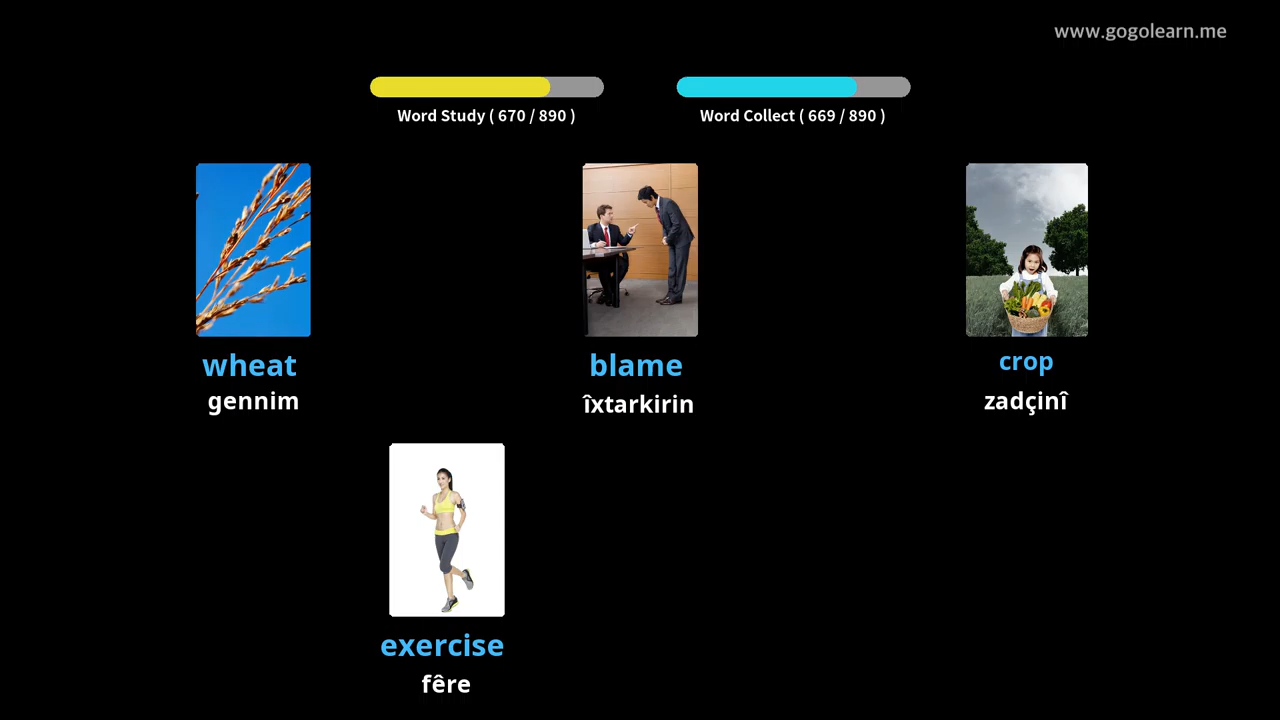 www.gogolearn.me
Word Study ( 670 / 890 )
Word Collect ( 669 / 890 )
wheat
gennim
blame
îxtarkirin
crop
zadçinî
exercise
fêre